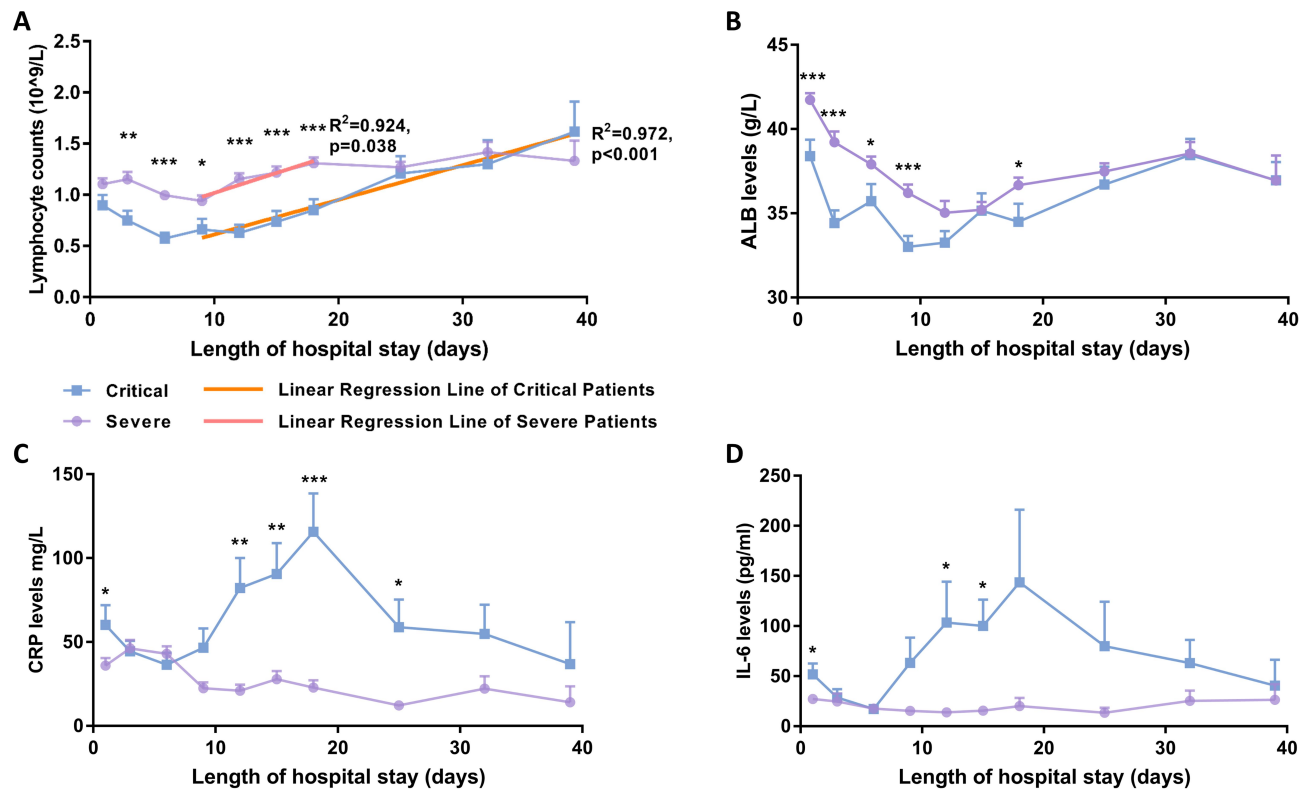 A
Lymphocyte counts (10^9/L)
2.5
2.0
1.5
1.0
0.5
0.0
** *** * *** *** ***
R²=0.924,
p=0.038
R²=0.972,
p<0.001
0 10 20 30 40
Length of hospital stay (days)
B
ALB levels (g/L)
45
40
35
30
*** *** * *** *
0 10 20 30 40
Length of hospital stay (days)
Critical Linear Regression Line of Critical Patients
Severe Linear Regression Line of Severe Patients
C
CRP levels mg/L
150
100
50
0
* ** ** *** *
0 10 20 30 40
Length of hospital stay (days)
D
IL-6 levels (pg/ml)
250
200
150
100
50
0
* * *
0 10 20 30 40
Length of hospital stay (days)